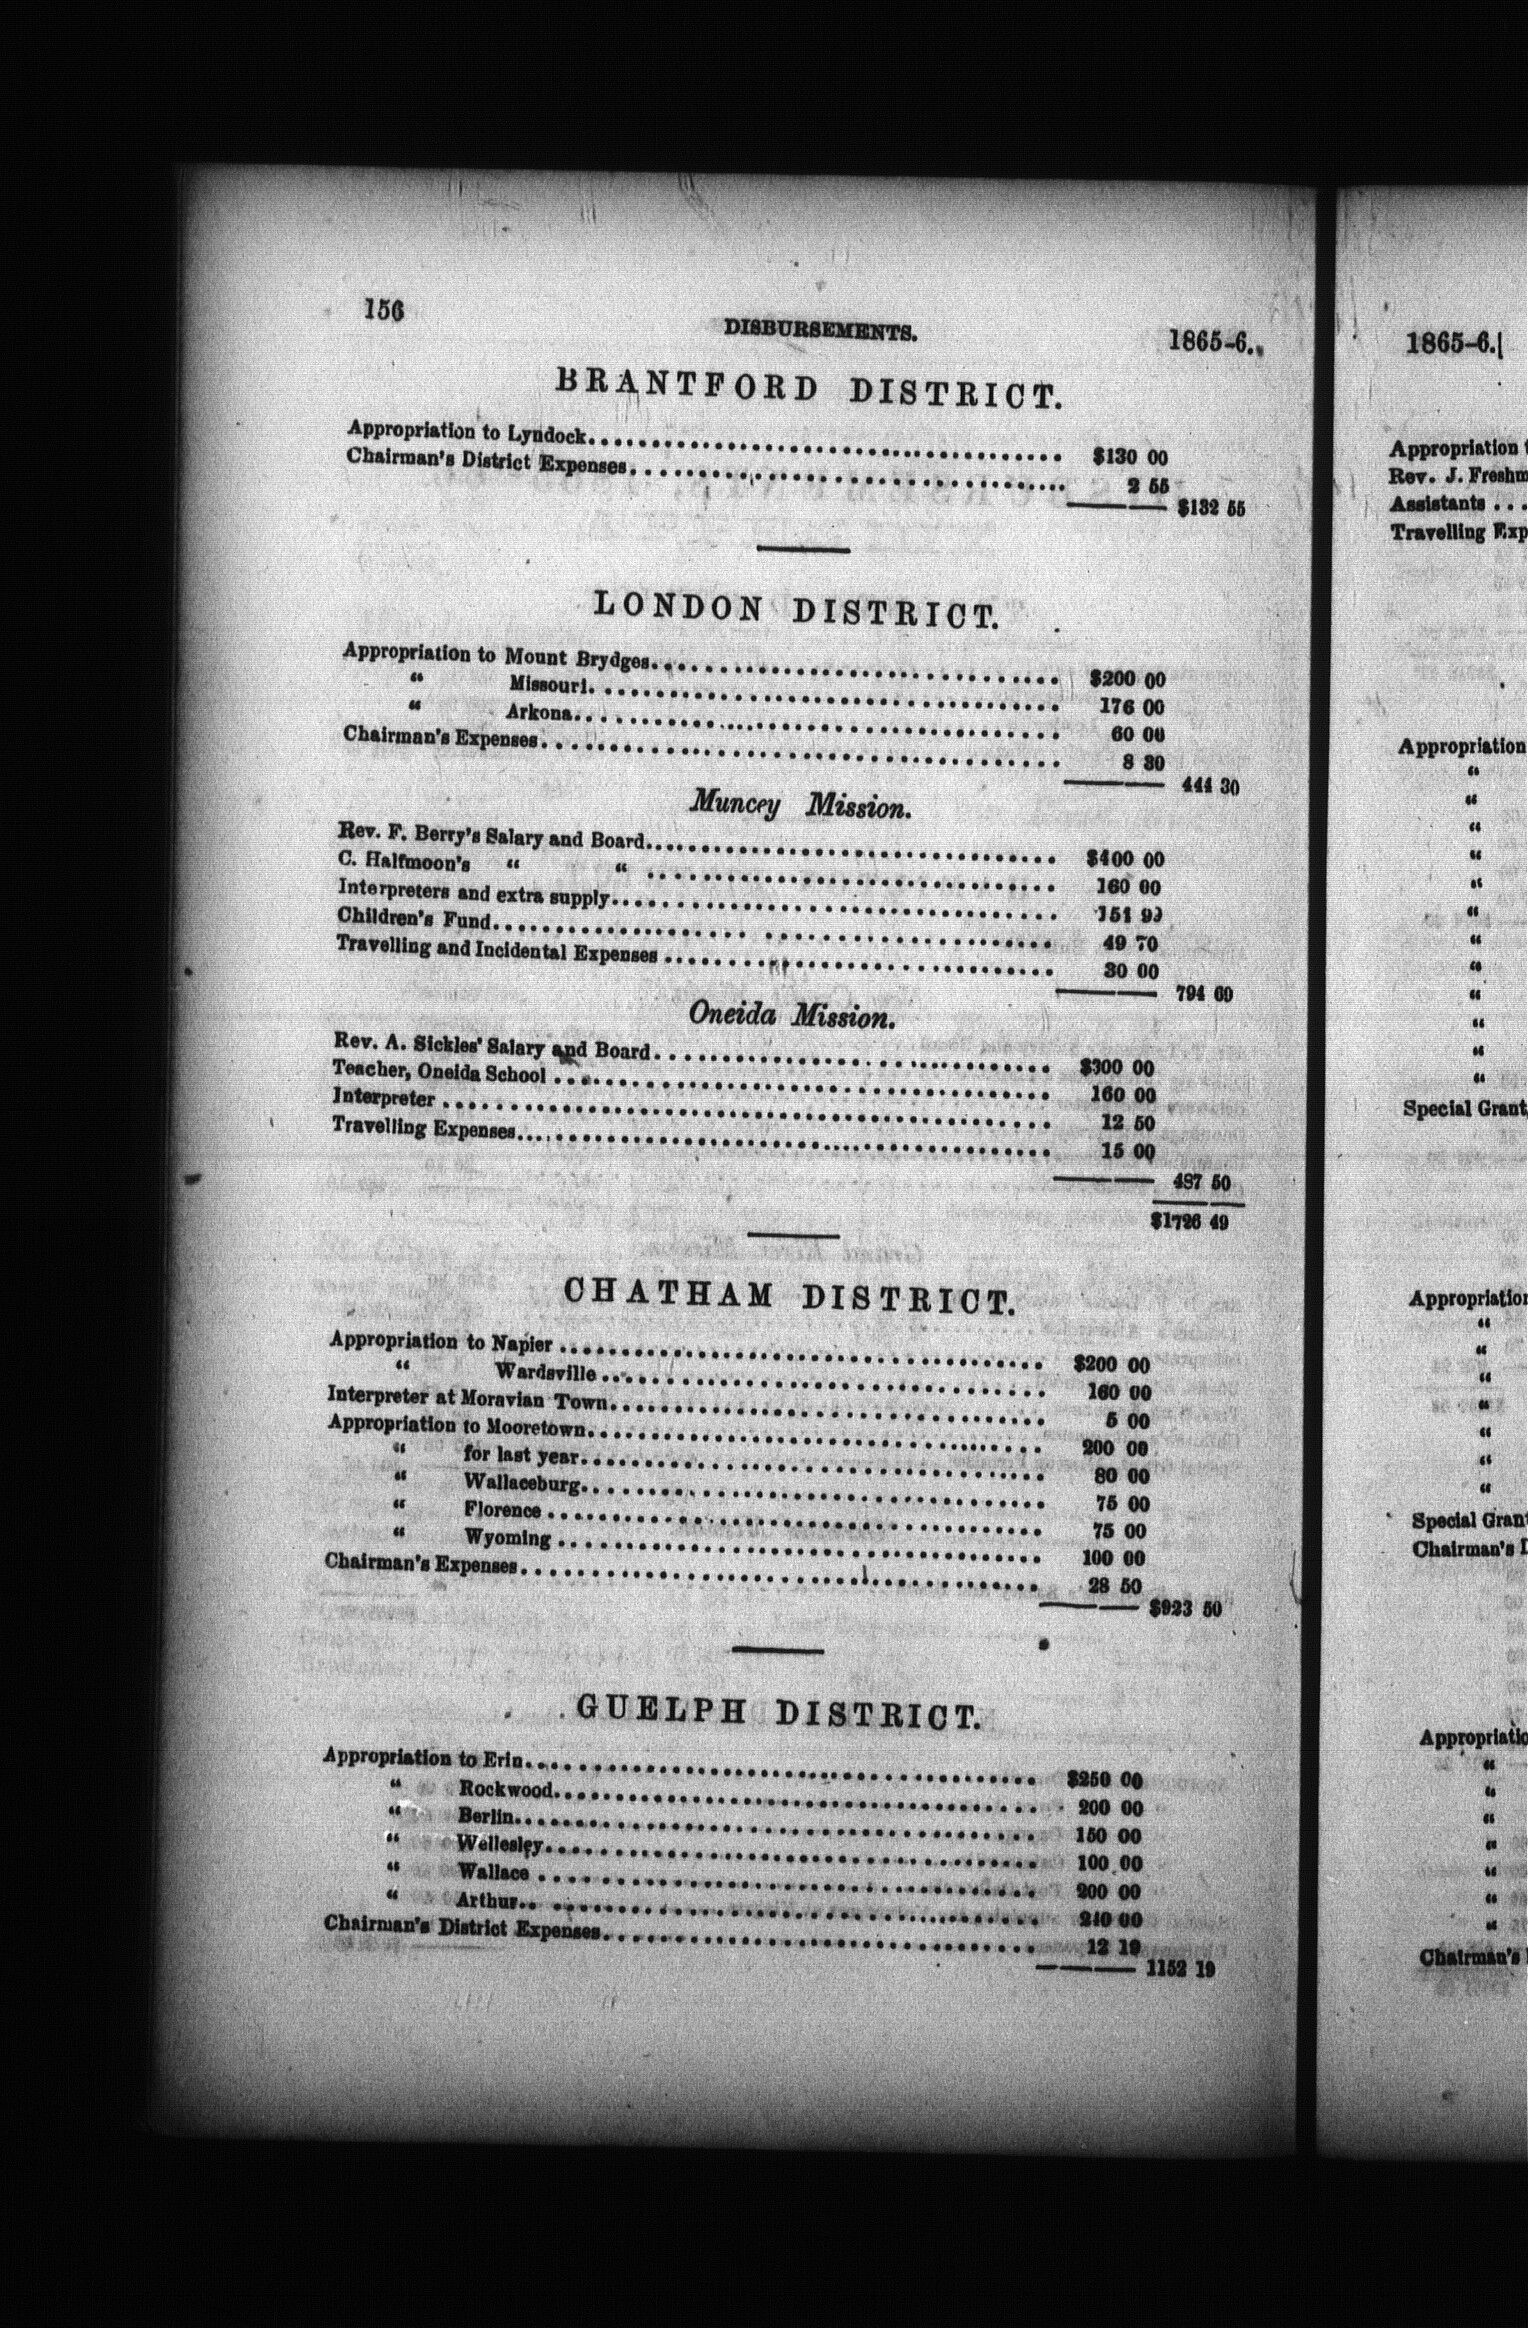 156
DISBURSEMENTS.
1865-6.
BRANTFORD DISTRICT.
Appropriation to Lyndock........ $130 00
Chairman's District Expenses........ 2 55
$132 55
LONDON DISTRICT.
Appropriation to Mount Brydges........ $200 00
“ Missouri........ 176 00
“ Arkona........ 60 00
Chairman's Expenses........ 8 30
444 30
Muncey Mission.
Rev. F. Berry's Salary and Board........ $400 00
C. Halfmoon's “ “ ........ 160 00
Interpreters and extra supply........ 154 99
Children's Fund........ 49 70
Travelling and Incidental Expenses ........ 30 00
794 69
Oneida Mission.
Rev. A. Sickles' Salary and Board........ $300 00
Teacher, Oneida School ........ 160 00
Interpreter ........ 12 50
Travelling Expenses........ 15 00
487 50
$1726 49
CHATHAM DISTRICT.
Appropriation to Napier ........ $200 00
“ Wardsville ........ 160 00
Interpreter at Moravian Town........ 5 00
Appropriation to Mooretown........ 200 00
“ for last year........ 80 00
“ Wallaceburg........ 75 00
“ Florence ........ 75 00
“ Wyoming ........ 100 00
Chairman's Expenses........ 28 50
$923 50
GUELPH DISTRICT.
Appropriation to Erin........ $250 00
“ Rockwood........ 200 00
“ Berlin........ 150 00
“ Wellesley........ 100 00
“ Wallace ........ 200 00
“ Arthur........ 240 00
Chairman's District Expenses........ 12 19
1152 19
1865-6.
Appropriation
Rev. J. Freshm
Assistants ...
Travelling Exp
Appropriation
“
“
“
“
“
“
“
“
“
“
“
“
Special Grant,
Appropriation
“
“
“
“
“
“
“
Special Grant
Chairman's D
Appropriatio
“
“
“
“
“
“
“
Chairman's